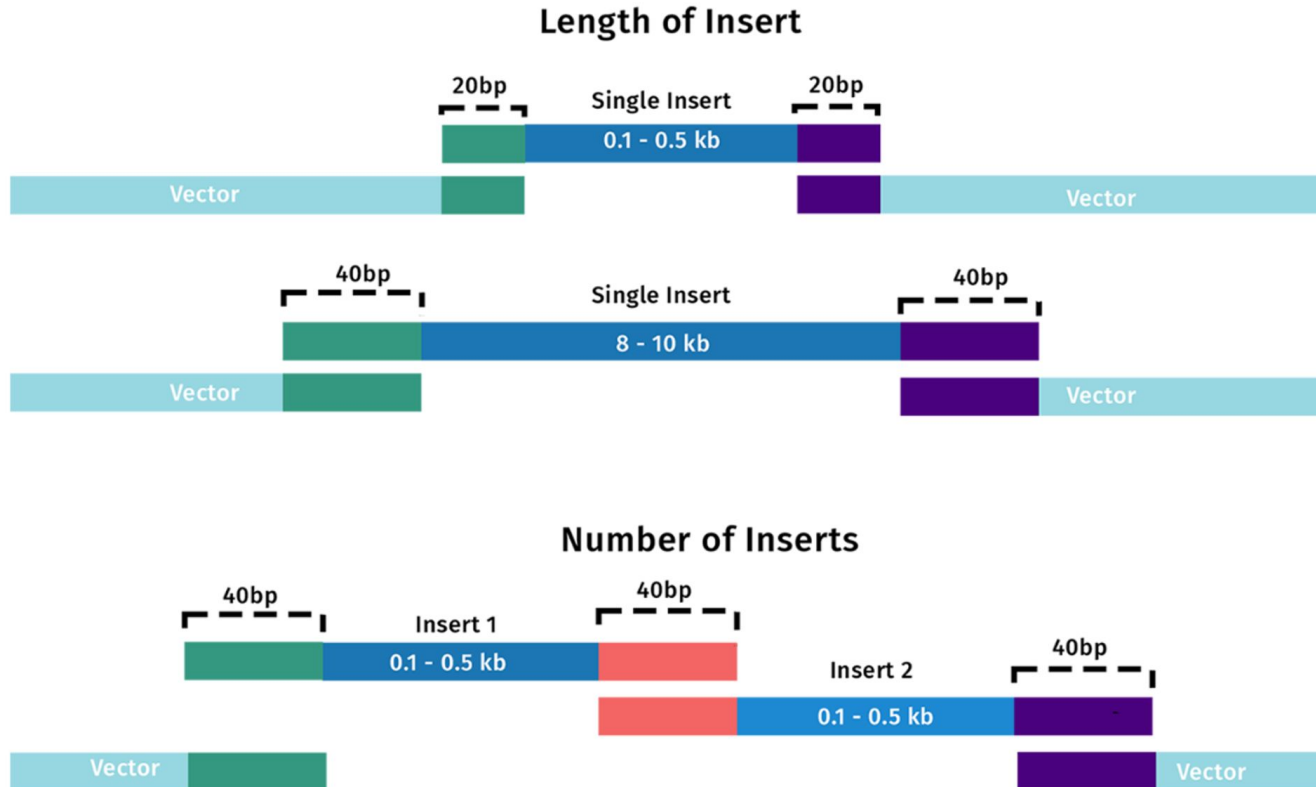 Length of Insert
20bp
Single Insert
20bp
0.1 - 0.5 kb
Vector
Vector
40bp
Single Insert
40bp
8 - 10 kb
Vector
Vector
Number of Inserts
40bp
Insert 1
40bp
0.1 - 0.5 kb
Insert 2
40bp
0.1 - 0.5 kb
Vector
Vector